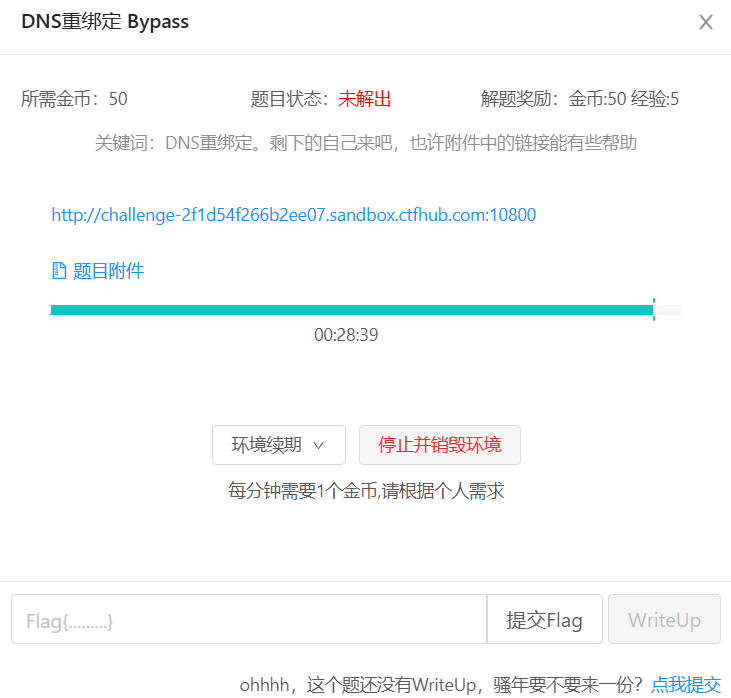 DNS重绑定 Bypass
所需金币：50 题目状态：未解出 解题奖励：金币:50 经验:5
关键词：DNS重绑定。剩下的自己来吧，也许附件中的链接能有些帮助
http://challenge-2f1d54f266b2ee07.sandbox.ctfhub.com:10800
题目附件
00:28:39
环境续期 停止并销毁环境
每分钟需要1个金币,请根据个人需求
Flag{.........} 提交Flag WriteUp
ohhhh，这个题还没有WriteUp，骚年要不要来一份？点我提交